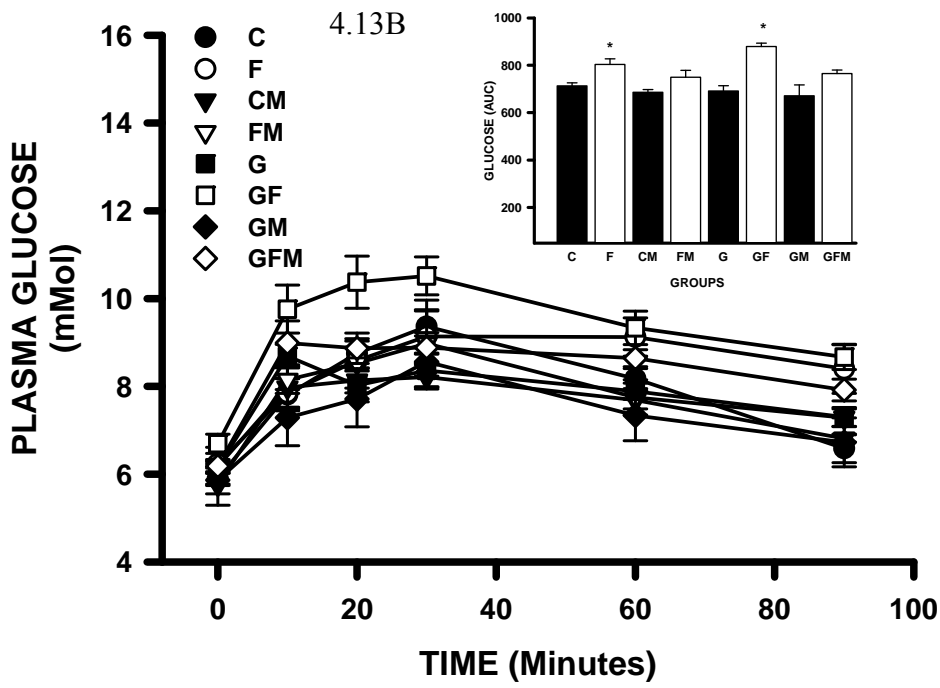 4.13B
PLASMA GLUCOSE
(mMol)
16
14
12
10
8
6
4
C
F
CM
FM
G
GF
GM
GFM
0
20
40
60
80
100
TIME (Minutes)
GLUCOSE (AUC)
1000
800
600
400
200
* *
C F CM FM G GF GM GFM
GROUPS